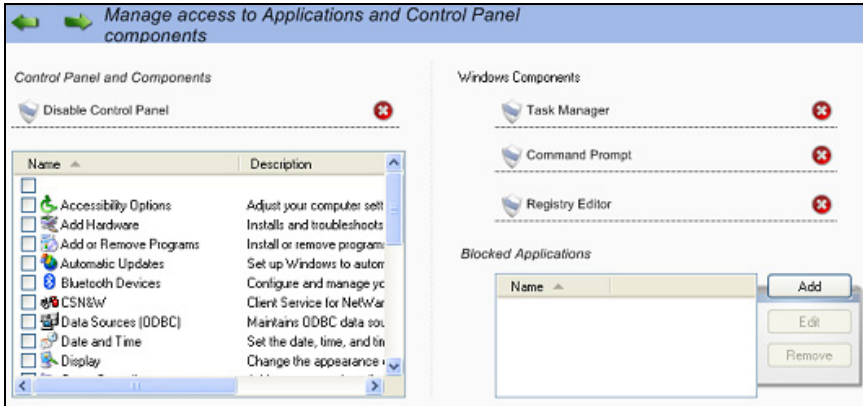 Manage access to Applications and Control Panel
components
Control Panel and Components
Disable Control Panel
Name Description
Accessibility Options Adjust your computer sett
Add Hardware Installs and troubleshoots
Add or Remove Programs Install or remove programs
Automatic Updates Set up Windows to autom
Bluetooth Devices Configure and manage yo
CSNW Client Service for NetWar
Data Sources (ODBC) Maintains ODBC data sou
Date and Time Set the date, time, and tim
Display Change the appearance
Windows Components
Task Manager
Command Prompt
Registry Editor
Blocked Applications
Name
Add
Edit
Remove